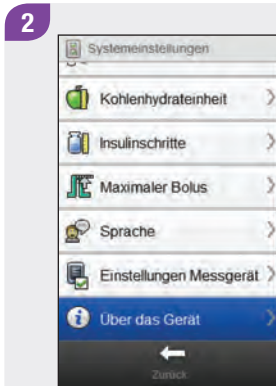 2
Systemeinstellungen
Kohlenhydrateinheit
Insulinschritte
Maximaler Bolus
Sprache
Einstellungen Messgerät
Über das Gerät
Zurück